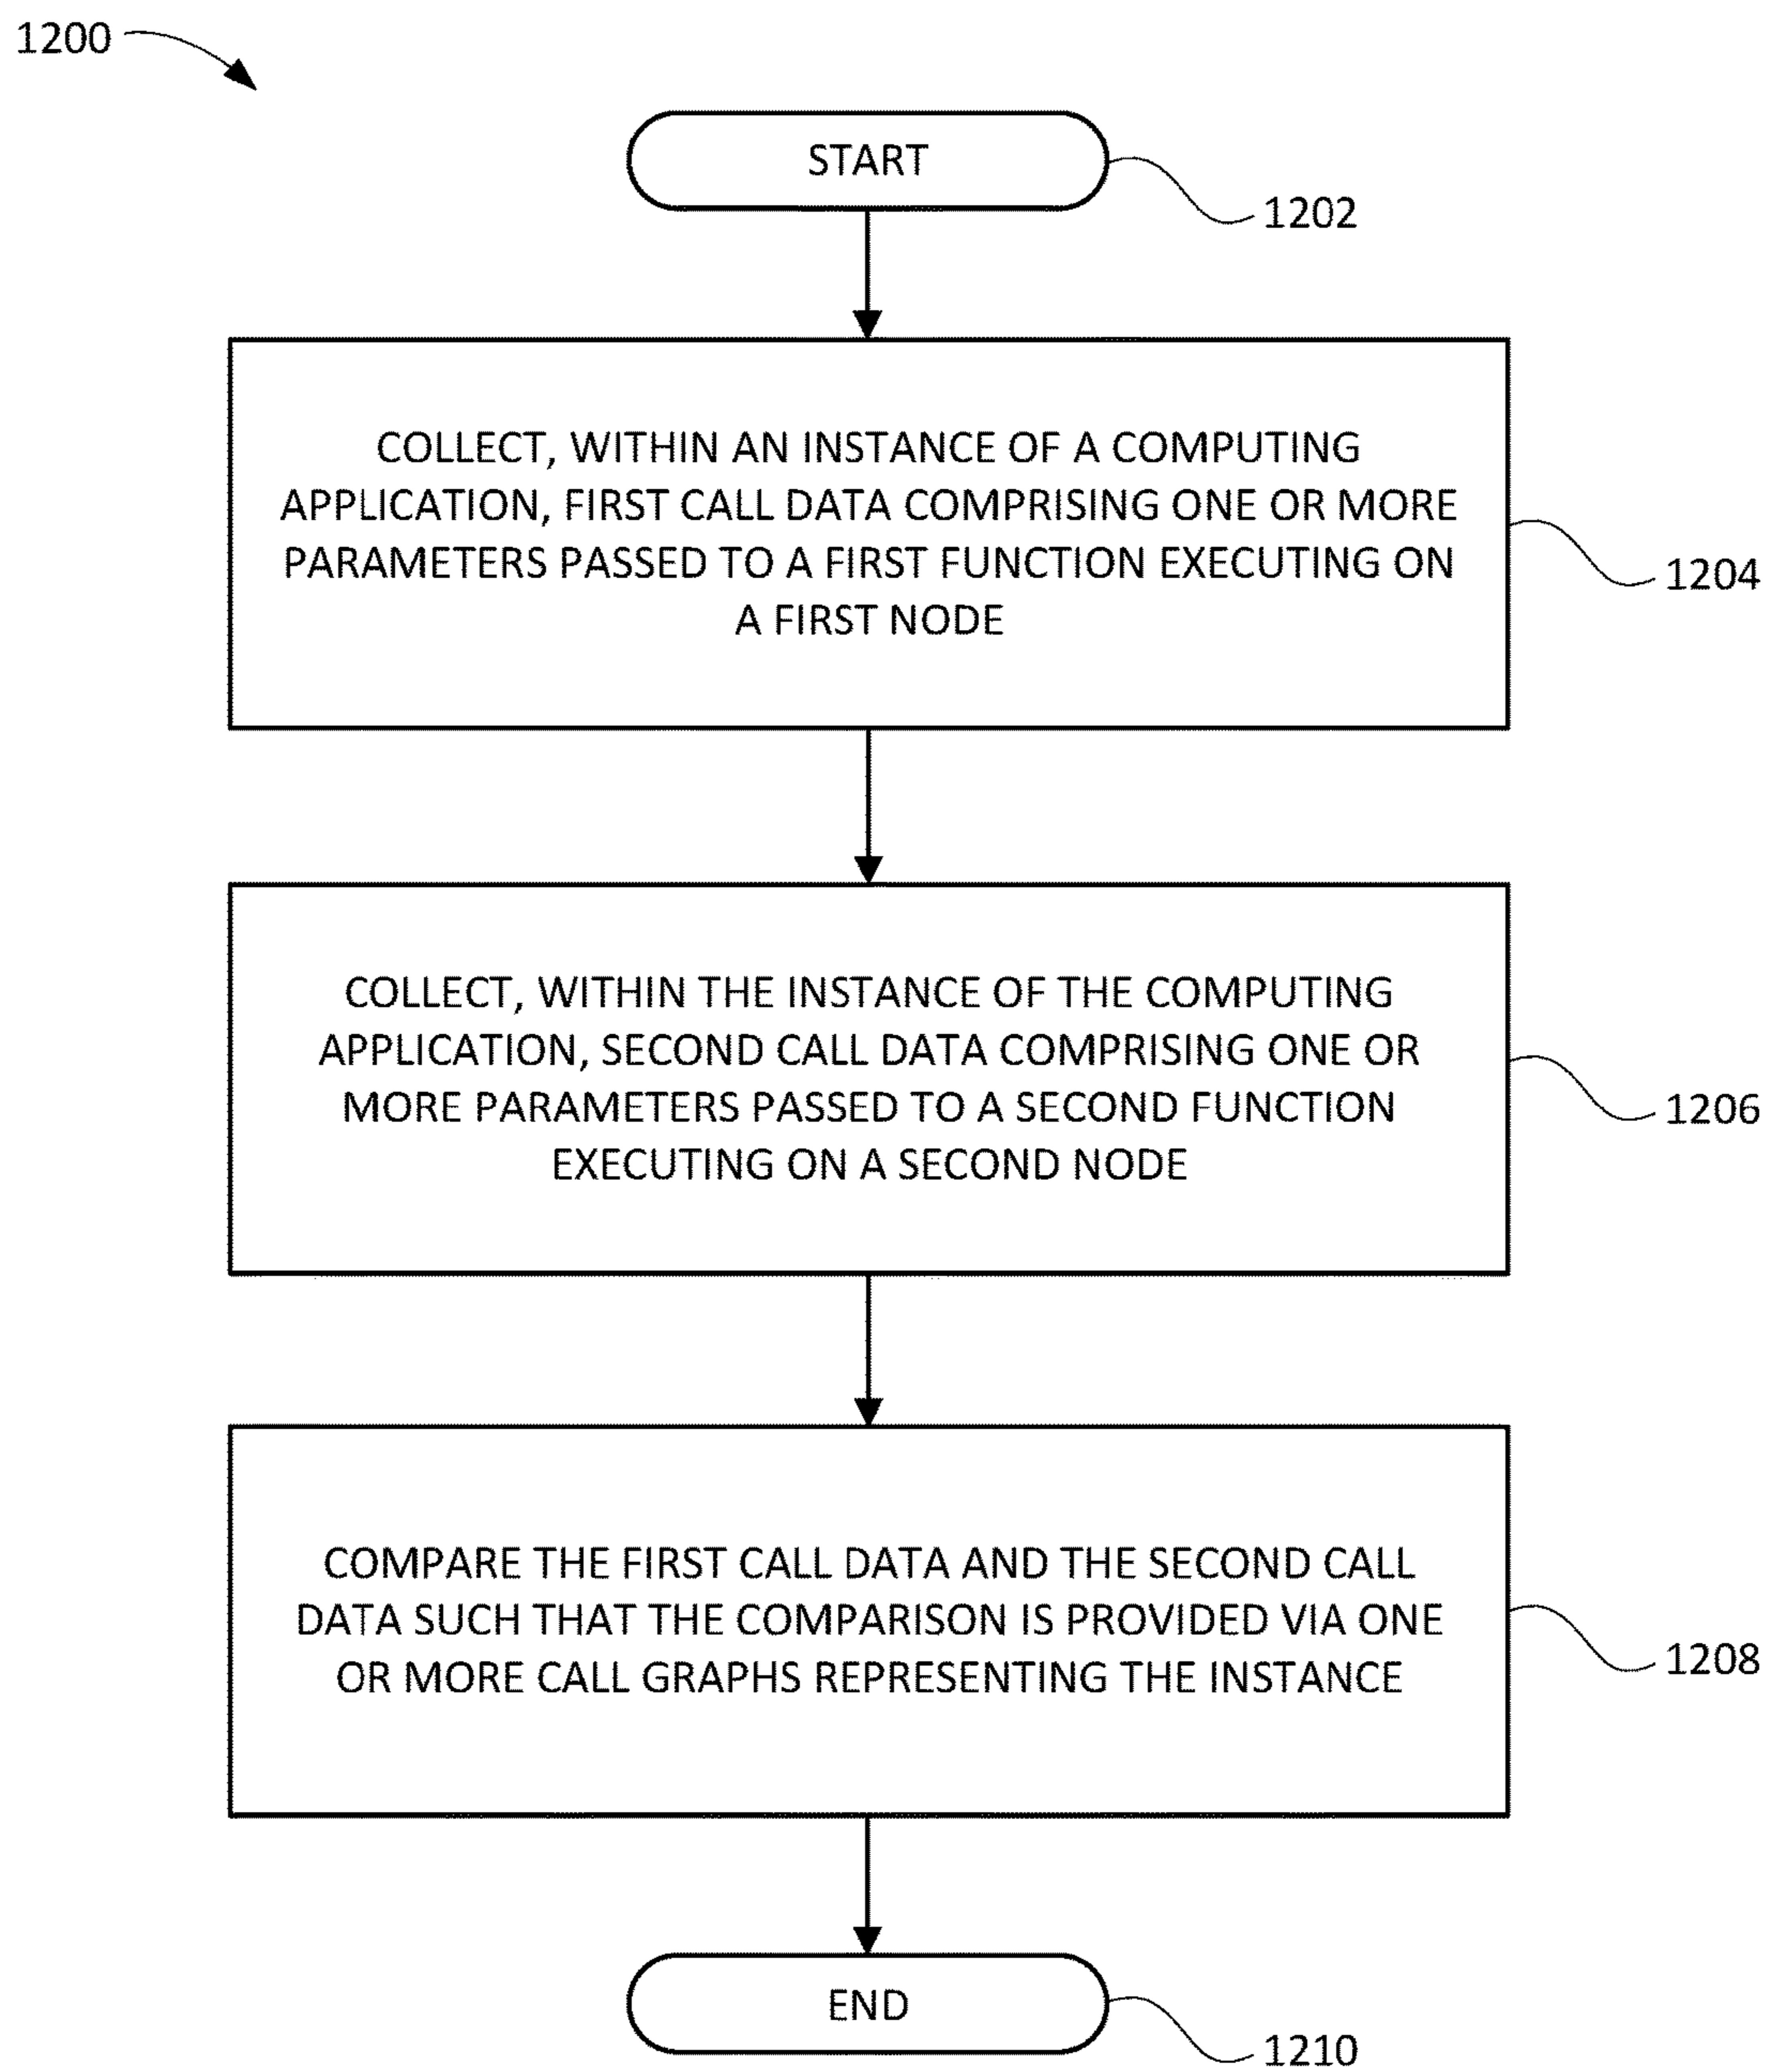 1200
START
1202
COLLECT, WITHIN AN INSTANCE OF A COMPUTING
APPLICATION, FIRST CALL DATA COMPRISING ONE OR MORE
PARAMETERS PASSED TO A FIRST FUNCTION EXECUTING ON
A FIRST NODE
1204
COLLECT, WITHIN THE INSTANCE OF THE COMPUTING
APPLICATION, SECOND CALL DATA COMPRISING ONE OR
MORE PARAMETERS PASSED TO A SECOND FUNCTION
EXECUTING ON A SECOND NODE
1206
COMPARE THE FIRST CALL DATA AND THE SECOND CALL
DATA SUCH THAT THE COMPARISON IS PROVIDED VIA ONE
OR MORE CALL GRAPHS REPRESENTING THE INSTANCE
1208
END
1210